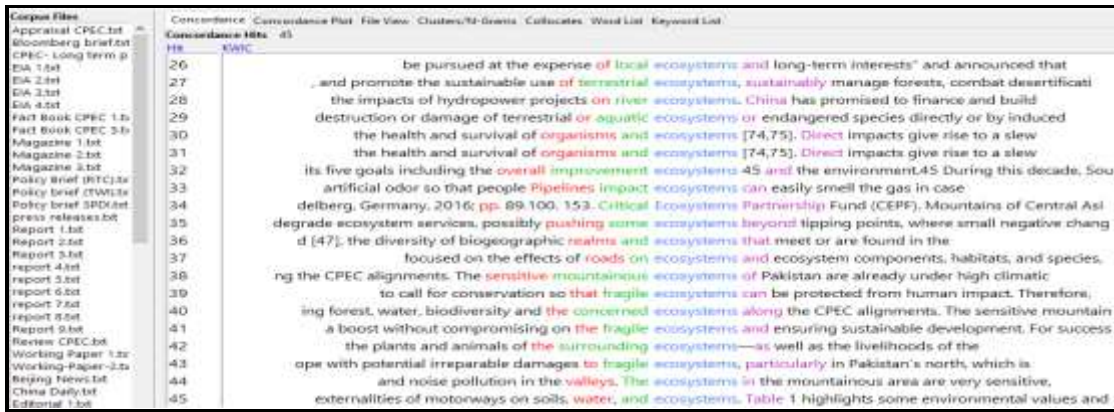 Corpus Files
Appraisal CPEC.txt
Bloomberg brief.txt
CPEC- Long term p
EIA 1.txt
EIA 2.txt
EIA 3.txt
EIA 4.txt
Fact Book CPEC 1.tx
Fact Book CPEC 3.tx
Magazine 1.txt
Magazine 2.txt
Magazine 3.txt
Policy Brief (RTC).tx
Policy brief (TWI).tx
Policy brief SPDI.txt
press releases.txt
Report 1.txt
Report 2.txt
Report 3.txt
report 4.txt
report 5.txt
report 6.txt
report 7.txt
report 8.txt
Report 9.txt
Review CPEC.txt
Working Paper 1.tx
Working-Paper-2.tx
Beijing News.txt
China Daily.txt
Editorial 1.txt
Concordance Concordance Plot File View Clusters/N-Grams Collocates Word List Keyword List
Concordance Hits 45
Hit KWIC
26 be pursued at the expense of local ecosystems and long-term interests" and announced that
27 , and promote the sustainable use of terrestrial ecosystems, sustainably manage forests, combat desertificati
28 the impacts of hydropower projects on river ecosystems. China has promised to finance and build
29 destruction or damage of terrestrial or aquatic ecosystems or endangered species directly or by induced
30 the health and survival of organisms and ecosystems [74,75]. Direct impacts give rise to a slew
31 the health and survival of organisms and ecosystems [74,75]. Direct impacts give rise to a slew
32 its five goals including the overall improvement ecosystems 45 and the environment.45 During this decade, Sou
33 artificial odor so that people Pipelines impact ecosystems can easily smell the gas in case
34 delberg, Germany, 2016; pp. 89.100. 153. Critical Ecosystems Partnership Fund (CEPF). Mountains of Central Asi
35 degrade ecosystem services, possibly pushing some ecosystems beyond tipping points, where small negative chang
36 d [47], the diversity of biogeographic realms and ecosystems that meet or are found in the
37 focused on the effects of roads on ecosystems and ecosystem components, habitats, and species,
38 ng the CPEC alignments. The sensitive mountainous ecosystems of Pakistan are already under high climatic
39 to call for conservation so that fragile ecosystems can be protected from human impact. Therefore,
40 ing forest, water, biodiversity and the concerned ecosystems along the CPEC alignments. The sensitive mountain
41 a boost without compromising on the fragile ecosystems and ensuring sustainable development. For success
42 the plants and animals of the surrounding ecosystems—as well as the livelihoods of the
43 ope with potential irreparable damages to fragile ecosystems, particularly in Pakistan's north, which is
44 and noise pollution in the valleys. The ecosystems in the mountainous area are very sensitive,
45 externalities of motorways on soils, water, and ecosystems. Table 1 highlights some environmental values and